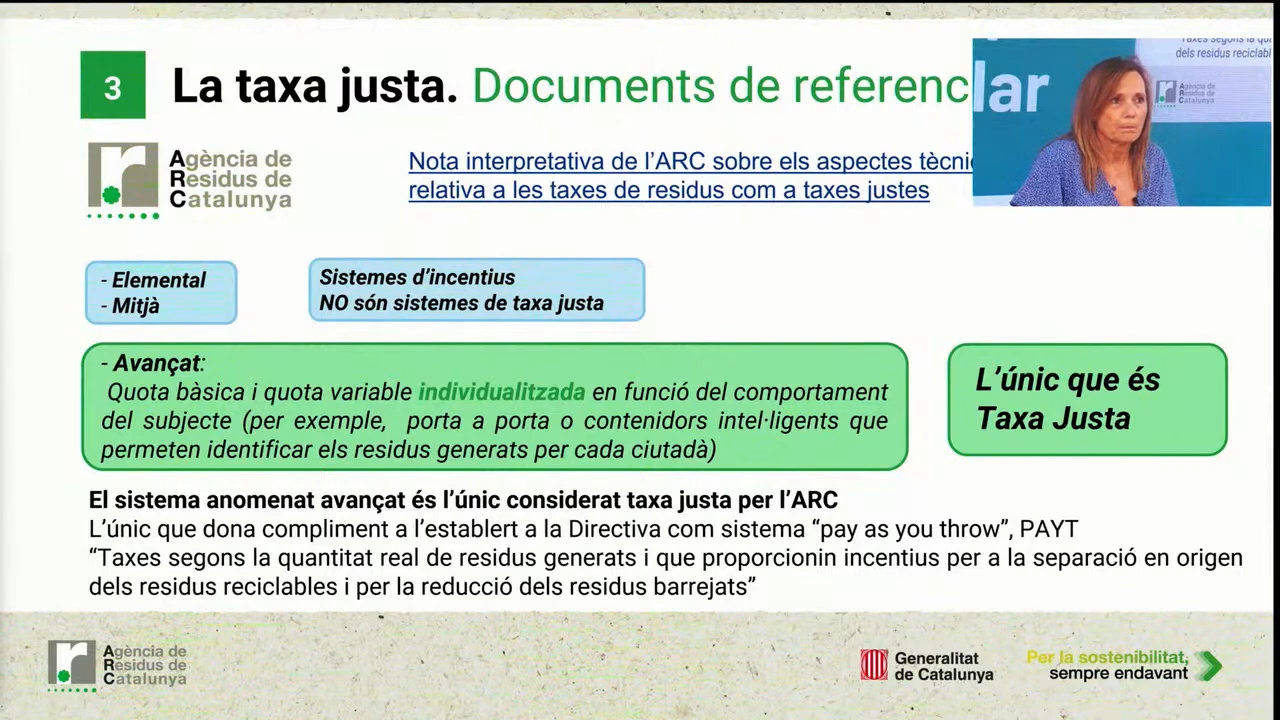 3
La taxa justa. Documents de referenc
Agència de
Residus de
Catalunya
Nota interpretativa de l’ARC sobre els aspectes tècni
relativa a les taxes de residus com a taxes justes
lar
Taxes segons la qu
dels residus reciclabl
Agència de
Residus de
Catalunya
- Elemental
- Mitjà
Sistemes d’incentius
NO són sistemes de taxa justa
- Avançat:
Quota bàsica i quota variable individualitzada en funció del comportament
del subjecte (per exemple, porta a porta o contenidors intel·ligents que
permeten identificar els residus generats per cada ciutadà)
L’únic que és
Taxa Justa
El sistema anomenat avançat és l’únic considerat taxa justa per l’ARC
L’únic que dona compliment a l’establert a la Directiva com sistema “pay as you throw”, PAYT
“Taxes segons la quantitat real de residus generats i que proporcionin incentius per a la separació en origen
dels residus reciclables i per la reducció dels residus barrejats”
Agència de
Residus de
Catalunya
Generalitat
de Catalunya
Per la sostenibilitat,
sempre endavant